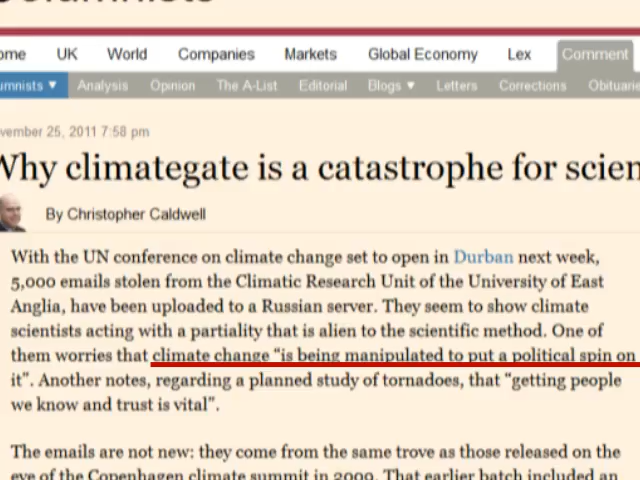 ome UK World Companies Markets Global Economy Lex Comment
umnists ▼ Analysis Opinion The A-List Editorial Blogs ▼ Letters Corrections Obituarie
vember 25, 2011 7:58 pm
Why climategate is a catastrophe for scien
By Christopher Caldwell
With the UN conference on climate change set to open in Durban next week,
5,000 emails stolen from the Climatic Research Unit of the University of East
Anglia, have been uploaded to a Russian server. They seem to show climate
scientists acting with a partiality that is alien to the scientific method. One of
them worries that climate change “is being manipulated to put a political spin on
it”. Another notes, regarding a planned study of tornadoes, that “getting people
we know and trust is vital”.
The emails are not new: they come from the same trove as those released on the
eve of the Copenhagen climate summit in 2009. That earlier batch included an